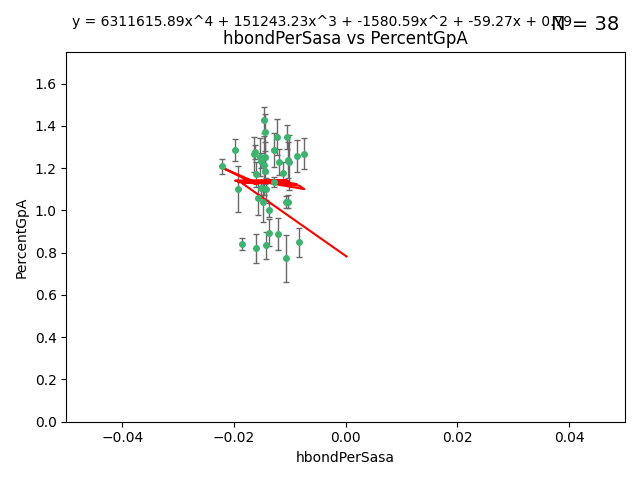 y = 6311615.89x^4 + 151243.23x^3 + -1580.59x^2 + -59.27x + 0.79
N = 38
hbondPerSasa vs PercentGpA
1.6
1.4
1.2
1.0
0.8
0.6
0.4
0.2
0.0
PercentGpA
−0.04
−0.02
0.00
0.02
0.04
hbondPerSasa